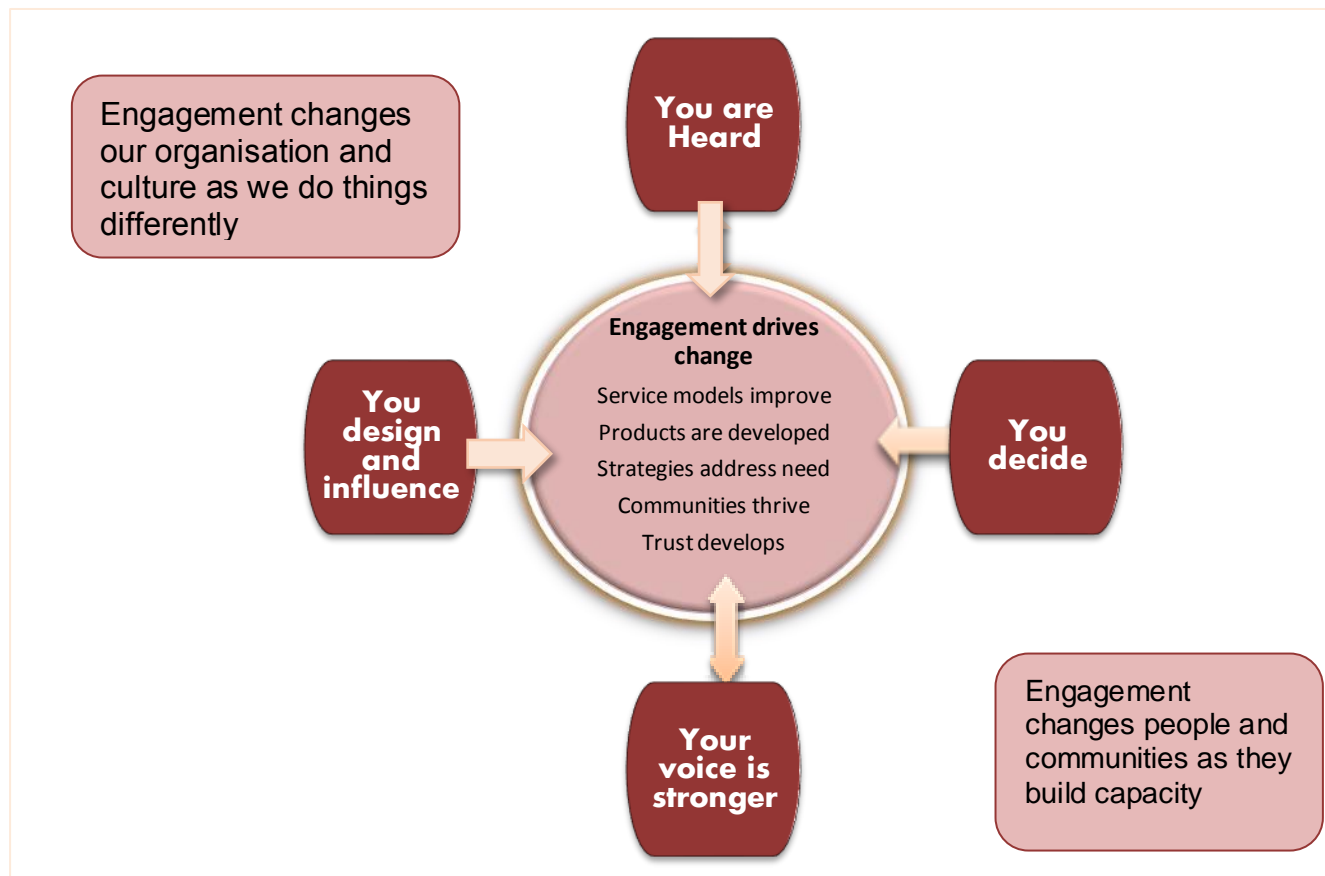 You are
Heard
Engagement changes
our organisation and
culture as we do things
differently
Engagement drives
change
Service models improve
Products are developed
Strategies address need
Communities thrive
Trust develops
You
design
and
influence
You
decide
Your
voice is
stronger
Engagement
changes people and
communities as they
build capacity